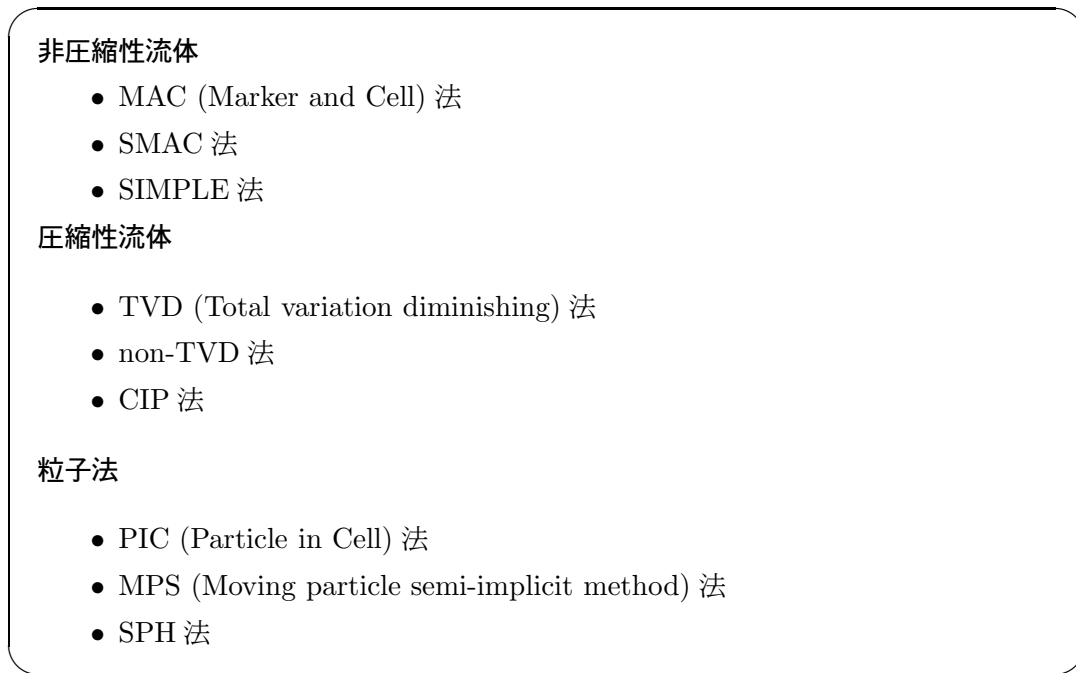 非圧縮性流体
• MAC (Marker and Cell) 法
• SMAC 法
• SIMPLE 法
圧縮性流体
• TVD (Total variation diminishing) 法
• non-TVD 法
• CIP 法
粒子法
• PIC (Particle in Cell) 法
• MPS (Moving particle semi-implicit method) 法
• SPH 法